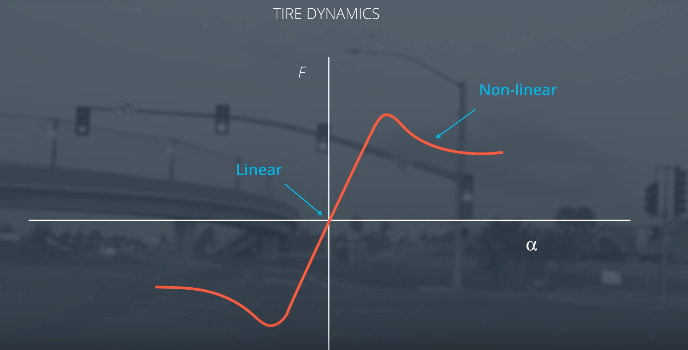 TIRE DYNAMICS
F
Non-linear
Linear
α